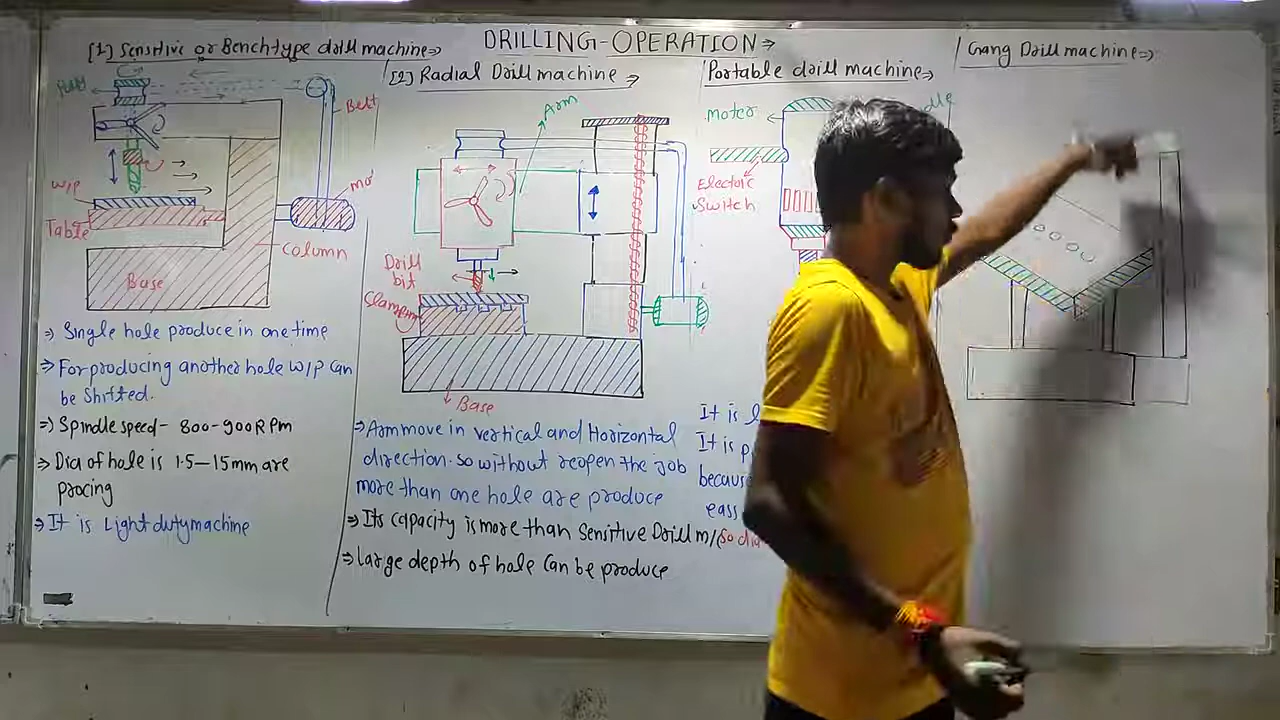 DRILLING-OPERATION⇒
[1] Sensitive or Bench-type drill machine⇒
Belt
W/P
Table
Column
Base
⇒ Single hole produce in one time
⇒ For producing another hole W/P can
be Shifted.
⇒ Spindle speed - 800-900 RPM
⇒ Dia of hole is 1.5-15mm are
procing
⇒ It is Light duty machine
[2] Radial Drill machine ⇒
Arm
Drill
bit
Base
⇒ Arm move in vertical and Horizontal
direction. so without reopen the job
more than one hole are produce
⇒ Its capacity is more than Sensitive Drill m/c
⇒ large depth of hole Can be produce
Portable drill machine⇒
moter
Electric
Switch
It is
It is
becaus
eas
So dia
Gang Drill machine⇒